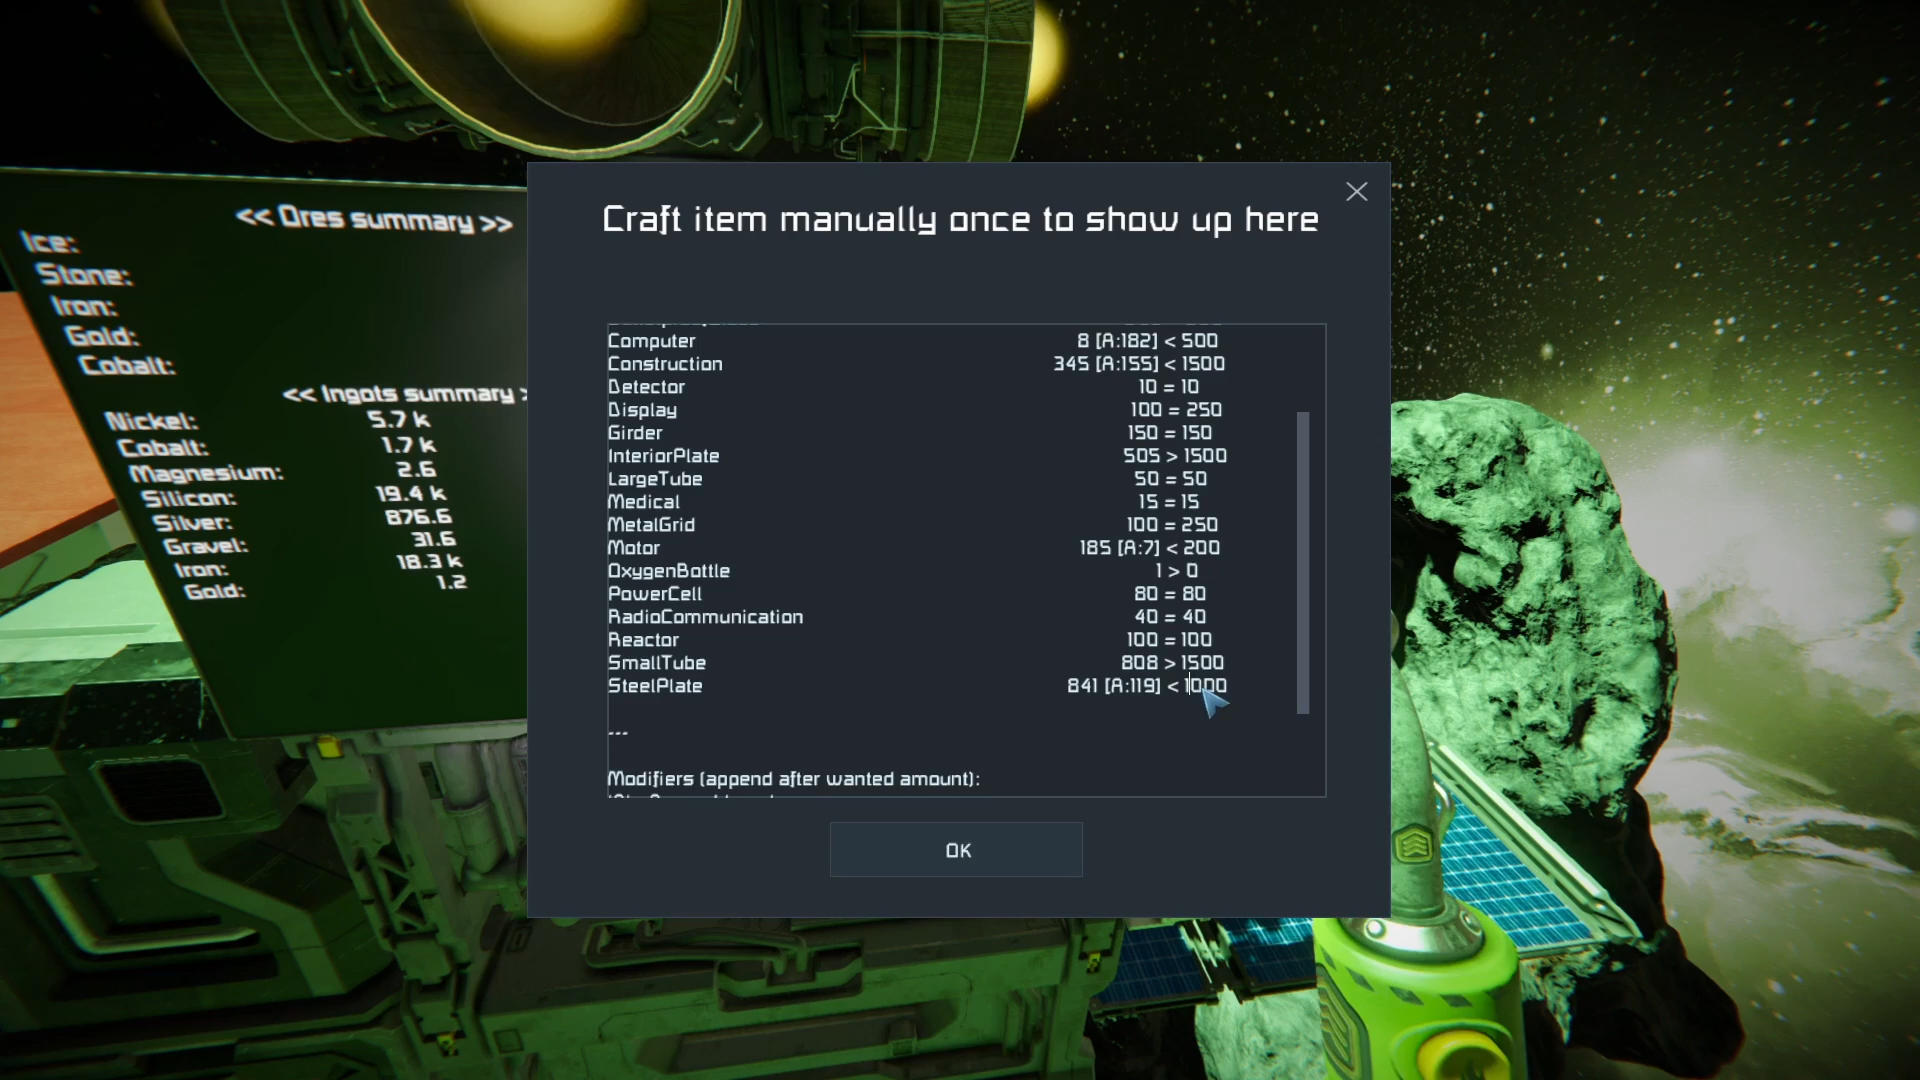 << Ores summary >>
Ice:
Stone:
Iron:
Gold:
Cobalt:
<< Ingots summary >
Nickel: 5.7 k
Cobalt: 1.7 k
Magnesium: 2.6
Silicon: 19.4 k
Silver: 876.6
Gravel: 31.6
Iron: 18.3 k
Gold: 1.2
Craft item manually once to show up here
Computer 8 [A:182] < 500
Construction 345 [A:155] < 1500
Detector 10 = 10
Display 100 = 250
Girder 150 = 150
InteriorPlate 505 > 1500
LargeTube 50 = 50
Medical 15 = 15
MetalGrid 100 = 250
Motor 185 [A:7] < 200
OxygenBottle 1 > 0
PowerCell 80 = 80
RadioCommunication 40 = 40
Reactor 100 = 100
SmallTube 808 > 1500
SteelPlate 841 [A:119] < 1000
---
Modifiers (append after wanted amount):
OK